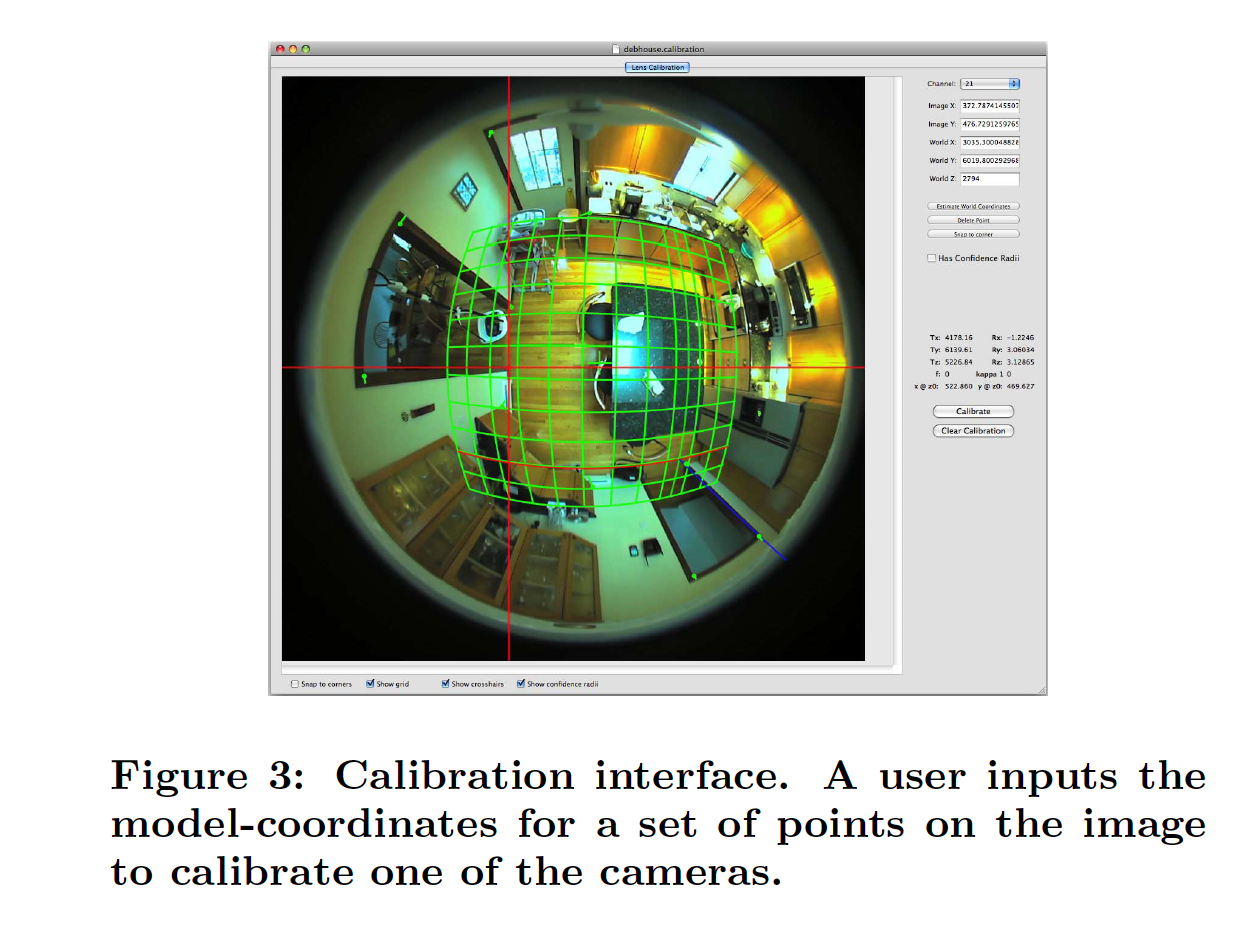 debhouse.calibration
Lens Calibration
Channel: 21
Image X: 372.7874145507
Image Y: 476.7291259765
World X: 3035.300048828
World Y: 6019.800292968
World Z: 2794
Estimate World Coordinates
Delete Point
Snap to corner
Has Confidence Radii
Tx: 4178.16 Rx: -1.2246
Ty: 6139.61 Ry: 3.06034
Tz: 5226.84 Rz: 3.12865
f: 0 kappa 1 0
x @ z0: 522.860 y @ z0: 469.627
Calibrate
Clear Calibration
Snap to corners Show grid Show crosshairs Show confidence radii
Figure 3: Calibration interface. A user inputs the
model-coordinates for a set of points on the image
to calibrate one of the cameras.